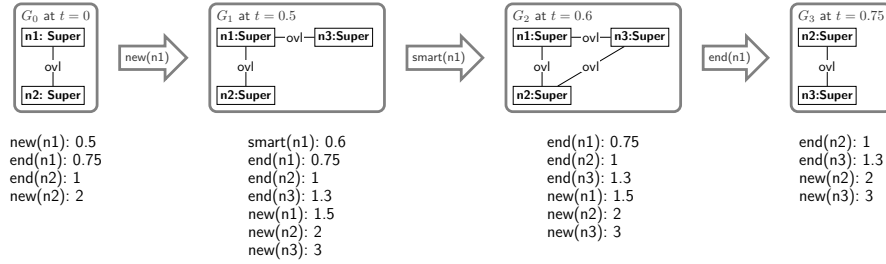 G0 at t = 0
n1: Super
ovl
n2: Super
new(n1)
G1 at t = 0.5
n1:Super ovl n3:Super
ovl
n2:Super
smart(n1)
G2 at t = 0.6
n1:Super ovl n3:Super
ovl ovl
n2:Super
end(n1)
G3 at t = 0.75
n2:Super
ovl
n3:Super
new(n1): 0.5
end(n1): 0.75
end(n2): 1
new(n2): 2
smart(n1): 0.6
end(n1): 0.75
end(n2): 1
end(n3): 1.3
new(n1): 1.5
new(n2): 2
new(n3): 3
end(n1): 0.75
end(n2): 1
end(n3): 1.3
new(n1): 1.5
new(n2): 2
new(n3): 3
end(n2): 1
end(n3): 1.3
new(n2): 2
new(n3): 3